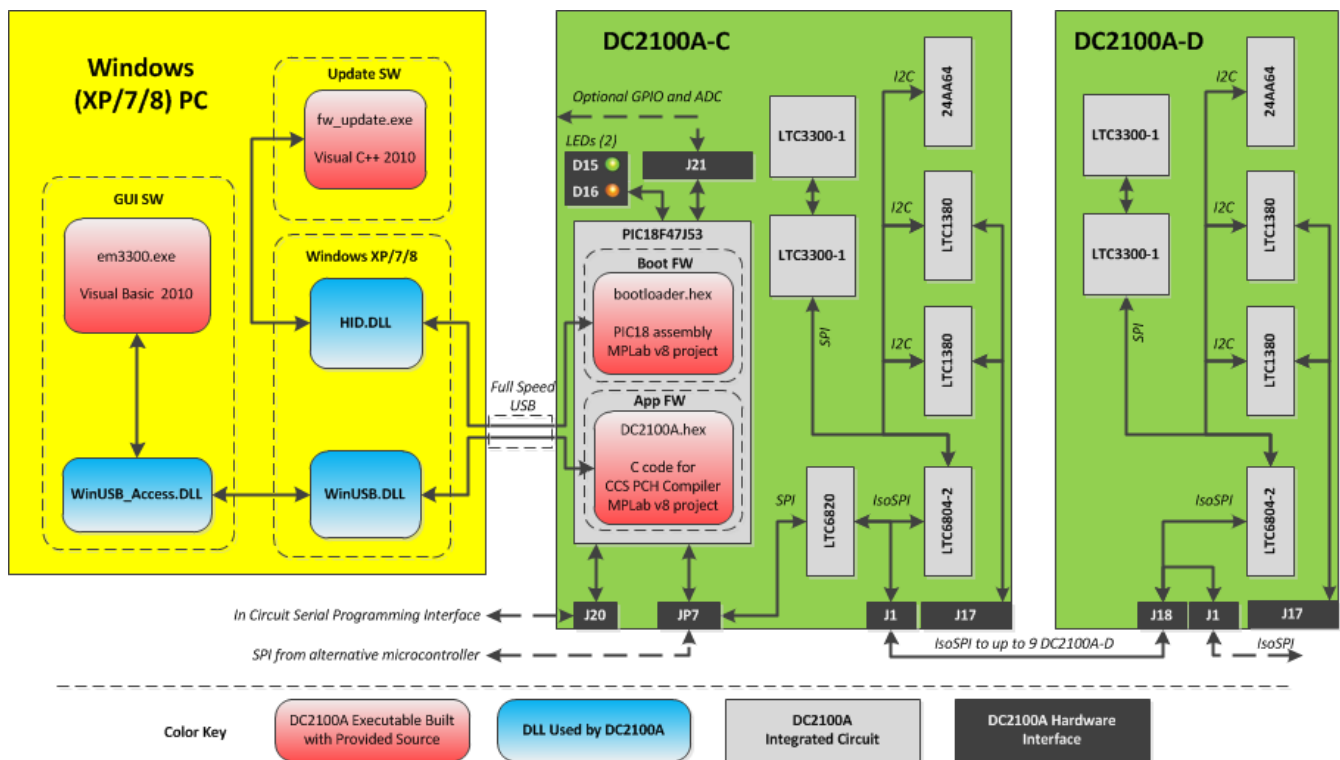 Windows
(XP/7/8) PC
Update SW
fw_update.exe
Visual C++ 2010
GUI SW
em3300.exe
Visual Basic 2010
Windows XP/7/8
HID.DLL
WinUSB_Access.DLL
WinUSB.DLL
Full Speed
USB
DC2100A-C
Optional GPIO and ADC
LEDs (2)
D15
D16
J21
PIC18F47J53
Boot FW
bootloader.hex
PIC18 assembly
MPLab v8 project
App FW
DC2100A.hex
C code for
CCS PCH Compiler
MPLab v8 project
LTC3300-1
LTC3300-1
SPI
I2C
24AA64
I2C
LTC1380
I2C
LTC1380
SPI
LTC6820
IsoSPI
LTC6804-2
J20
JP7
J1
J17
DC2100A-D
LTC3300-1
LTC3300-1
SPI
I2C
24AA64
I2C
LTC1380
I2C
LTC1380
IsoSPI
LTC6804-2
J18
J1
J17
In Circuit Serial Programming Interface
SPI from alternative microcontroller
IsoSPI to up to 9 DC2100A-D
IsoSPI
Color Key
DC2100A Executable Built
with Provided Source
DLL Used by DC2100A
DC2100A
Integrated Circuit
DC2100A Hardware
Interface